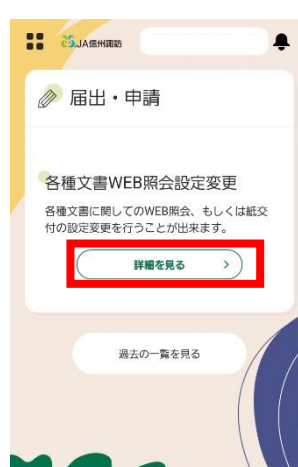 JA信州諏訪
届出・申請
各種文書WEB照会設定変更
各種文書に関してのWEB照会、もしくは紙交
付の設定変更を行うことが出来ます。
詳細を見る
過去の一覧を見る